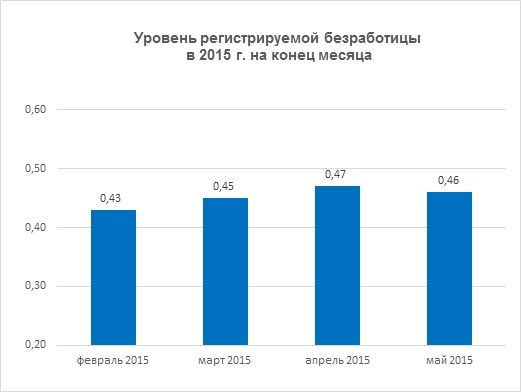 Уровень регистрируемой безработицы
в 2015 г. на конец месяца
0,60
0,50
0,40
0,30
0,20
0,43
0,45
0,47
0,46
февраль 2015
март 2015
апрель 2015
май 2015